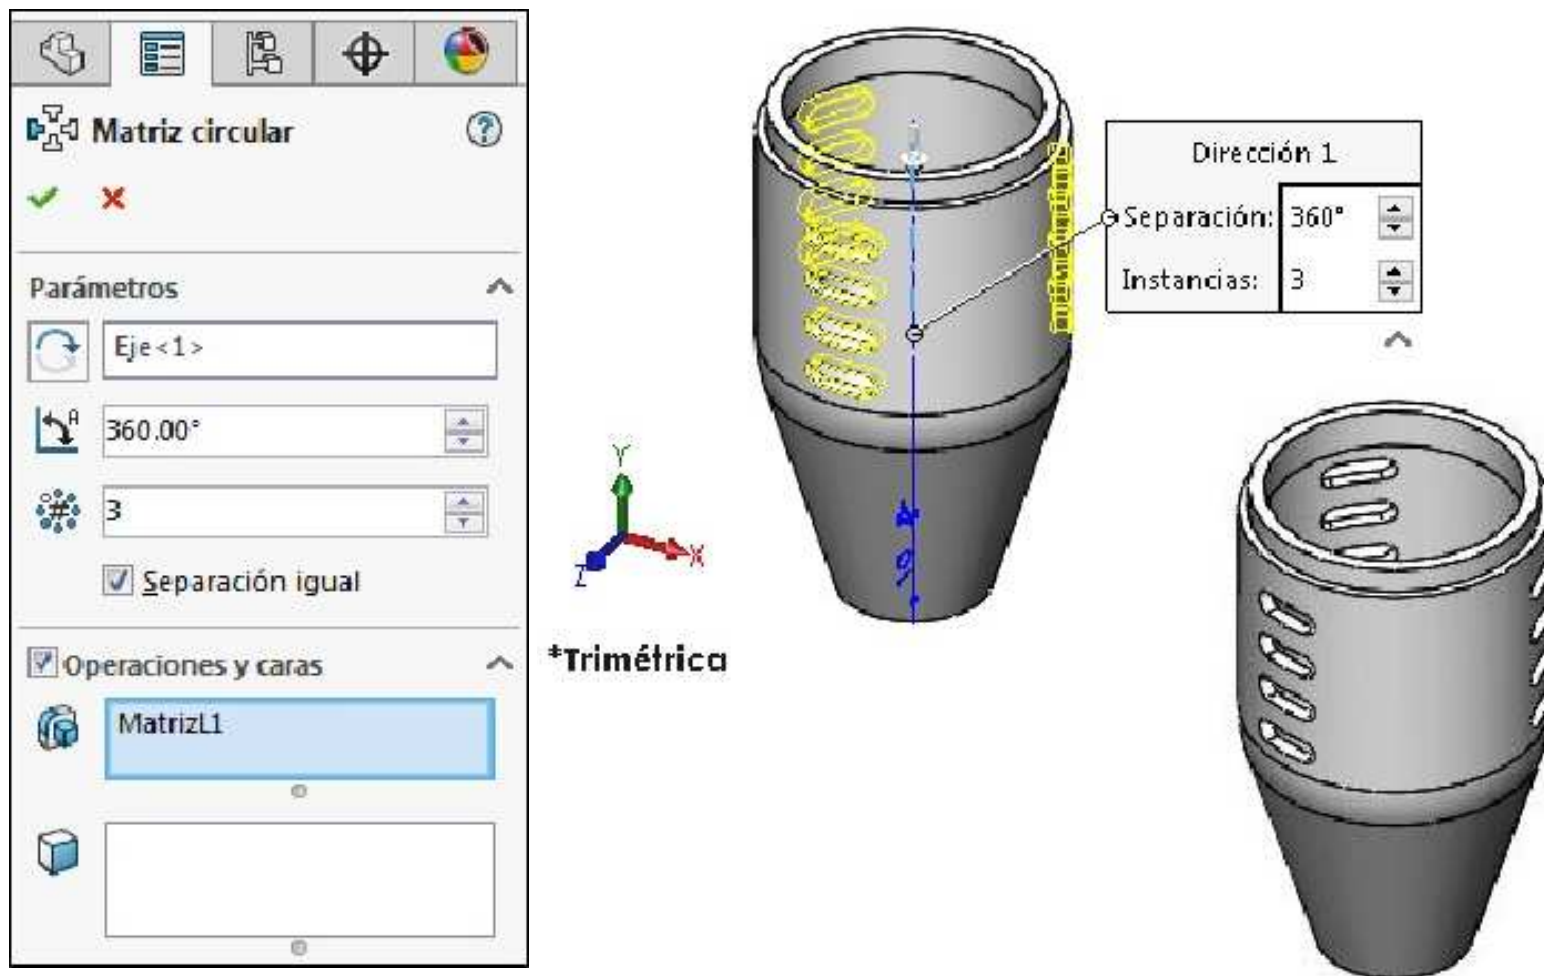 Matriz circular
Parámetros
Eje<1>
360.00°
3
Separación igual
Operaciones y caras
MatrizL1
Dirección 1
Separación: 360°
Instancias: 3
Y
X
Z
*Trimétrica